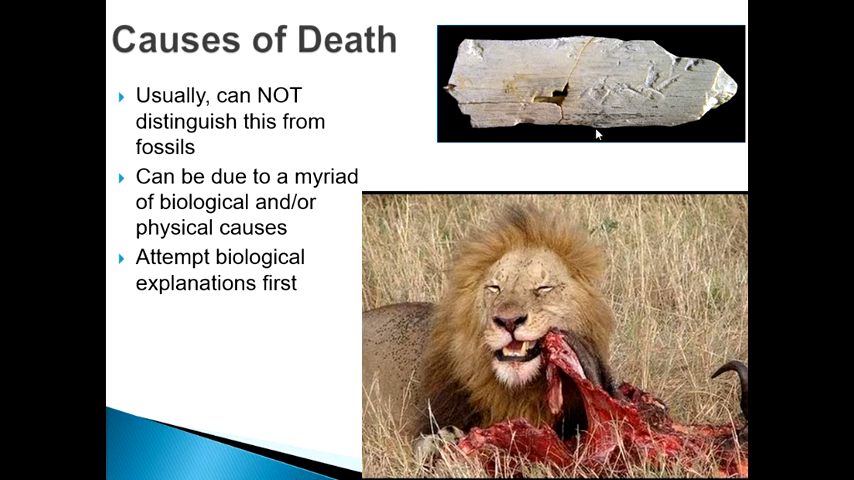 Causes of Death
Usually, can NOT
distinguish this from
fossils
Can be due to a myriad
of biological and/or
physical causes
Attempt biological
explanations first